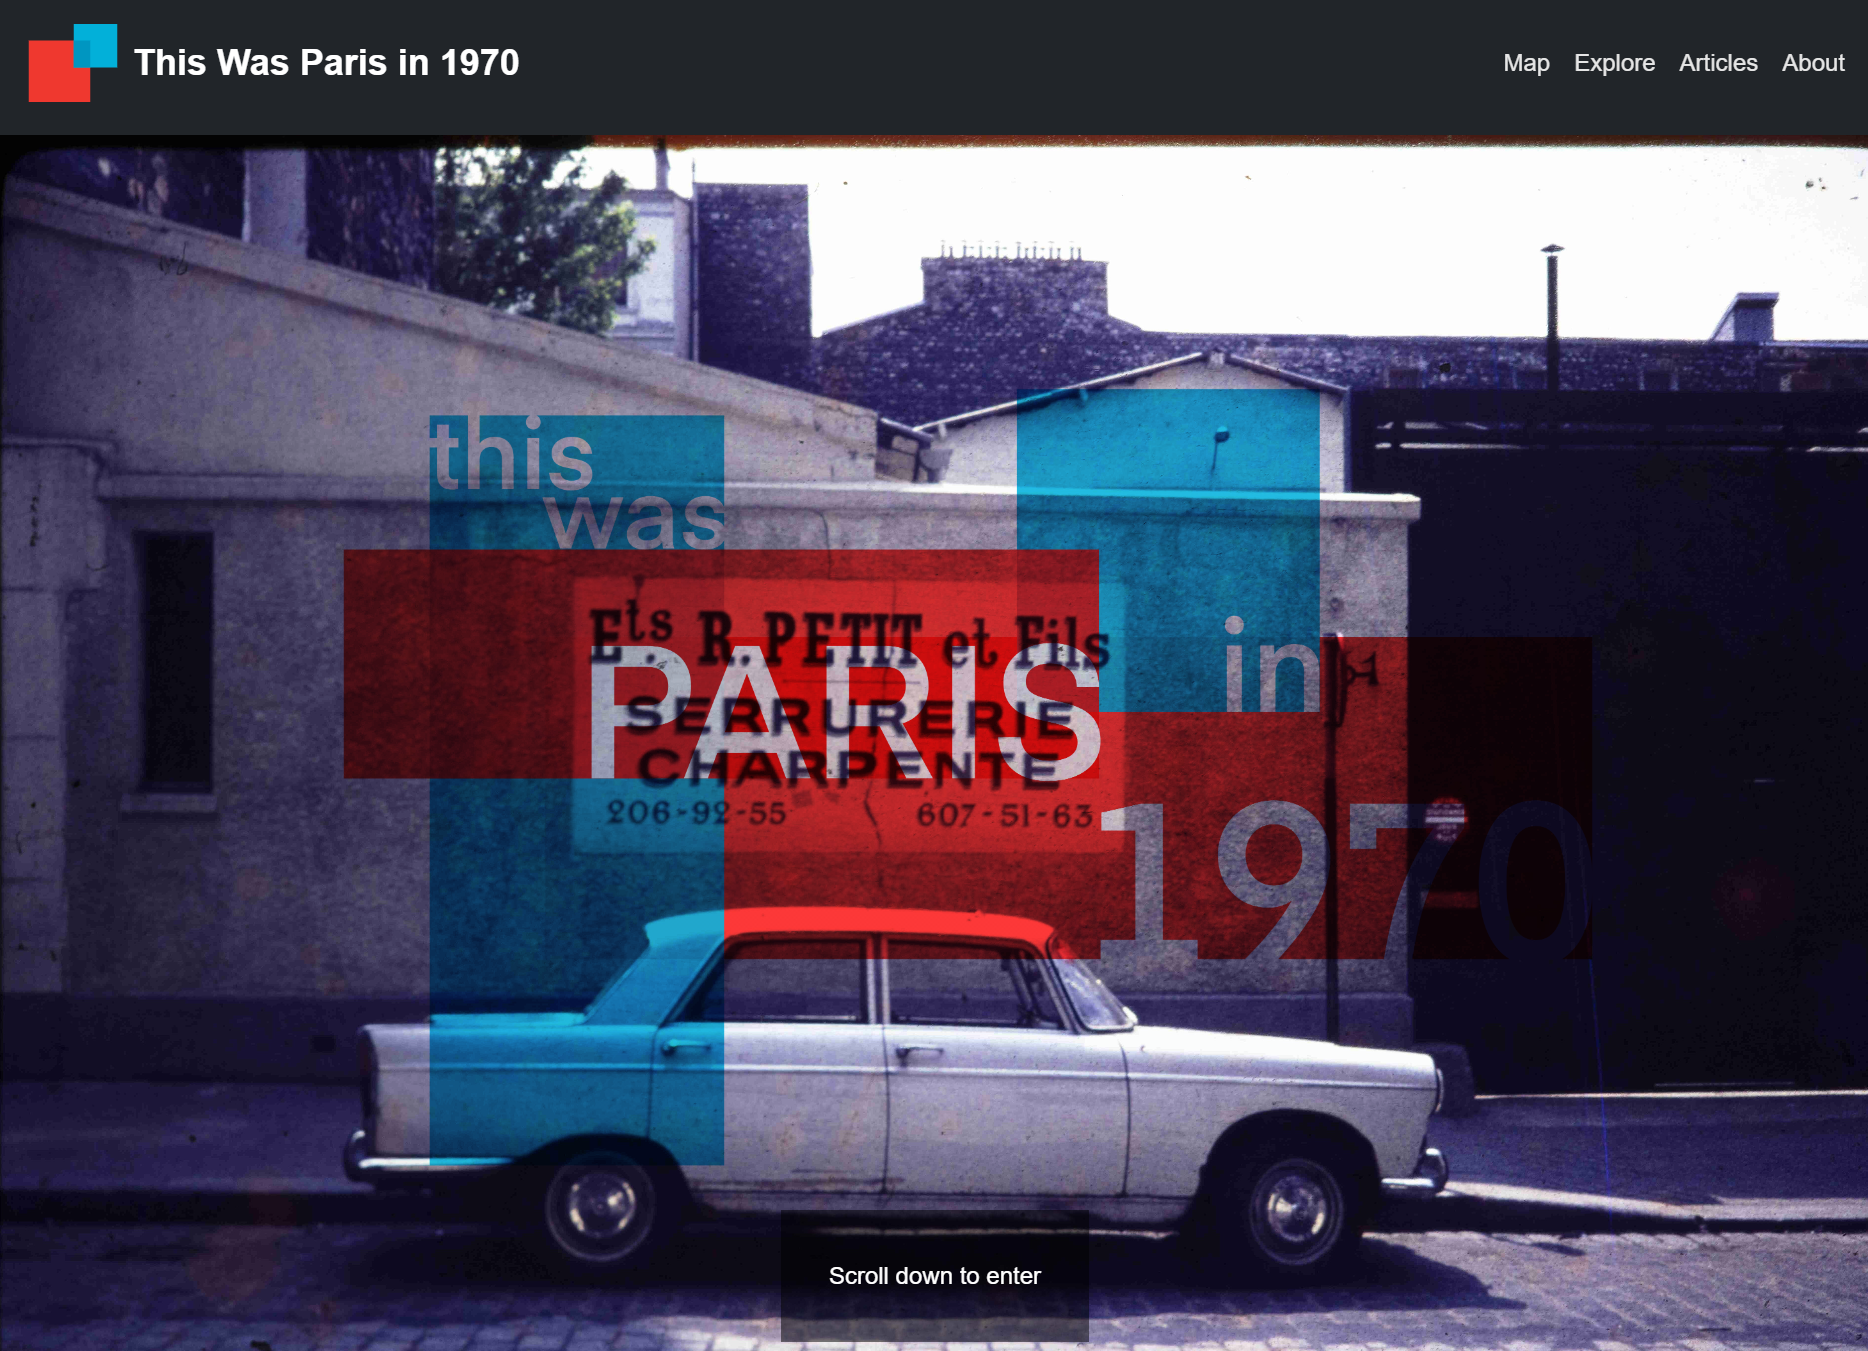 This Was Paris in 1970
Map Explore Articles About
this
was
Ets R. PETIT et Fils
PARIS
in
SERRURERIE
CHARPENTE
206-92-55 607-51-63
1970
Scroll down to enter